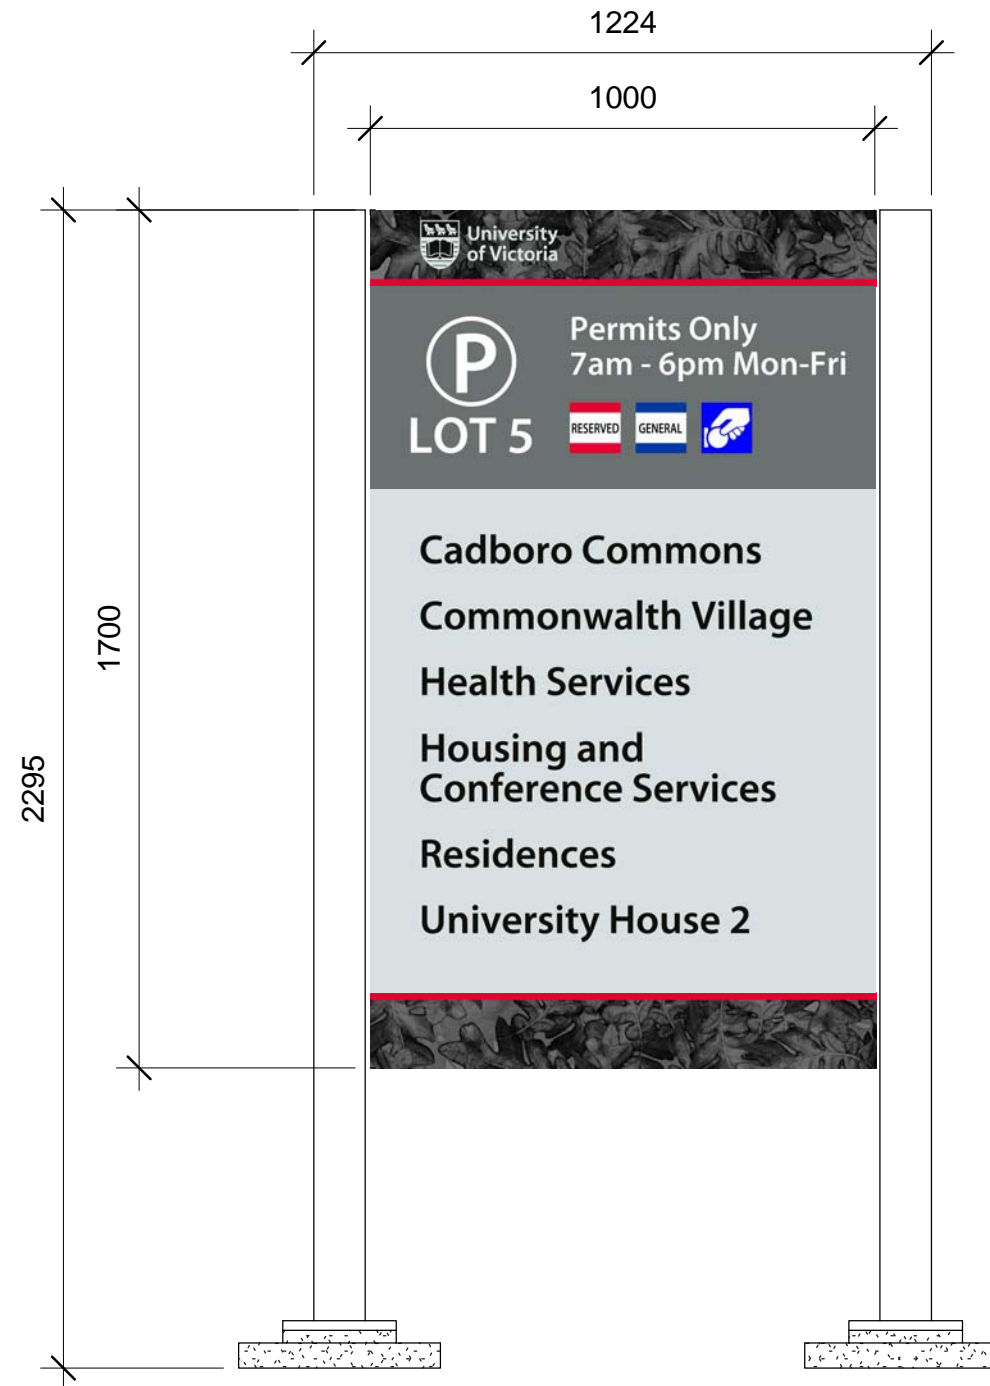 1224
1000
University
of Victoria
P
LOT 5
Permits Only
7am - 6pm Mon-Fri
RESERVED
GENERAL
Cadboro Commons
Commonwalth Village
Health Services
Housing and
Conference Services
Residences
University House 2
1700
2295